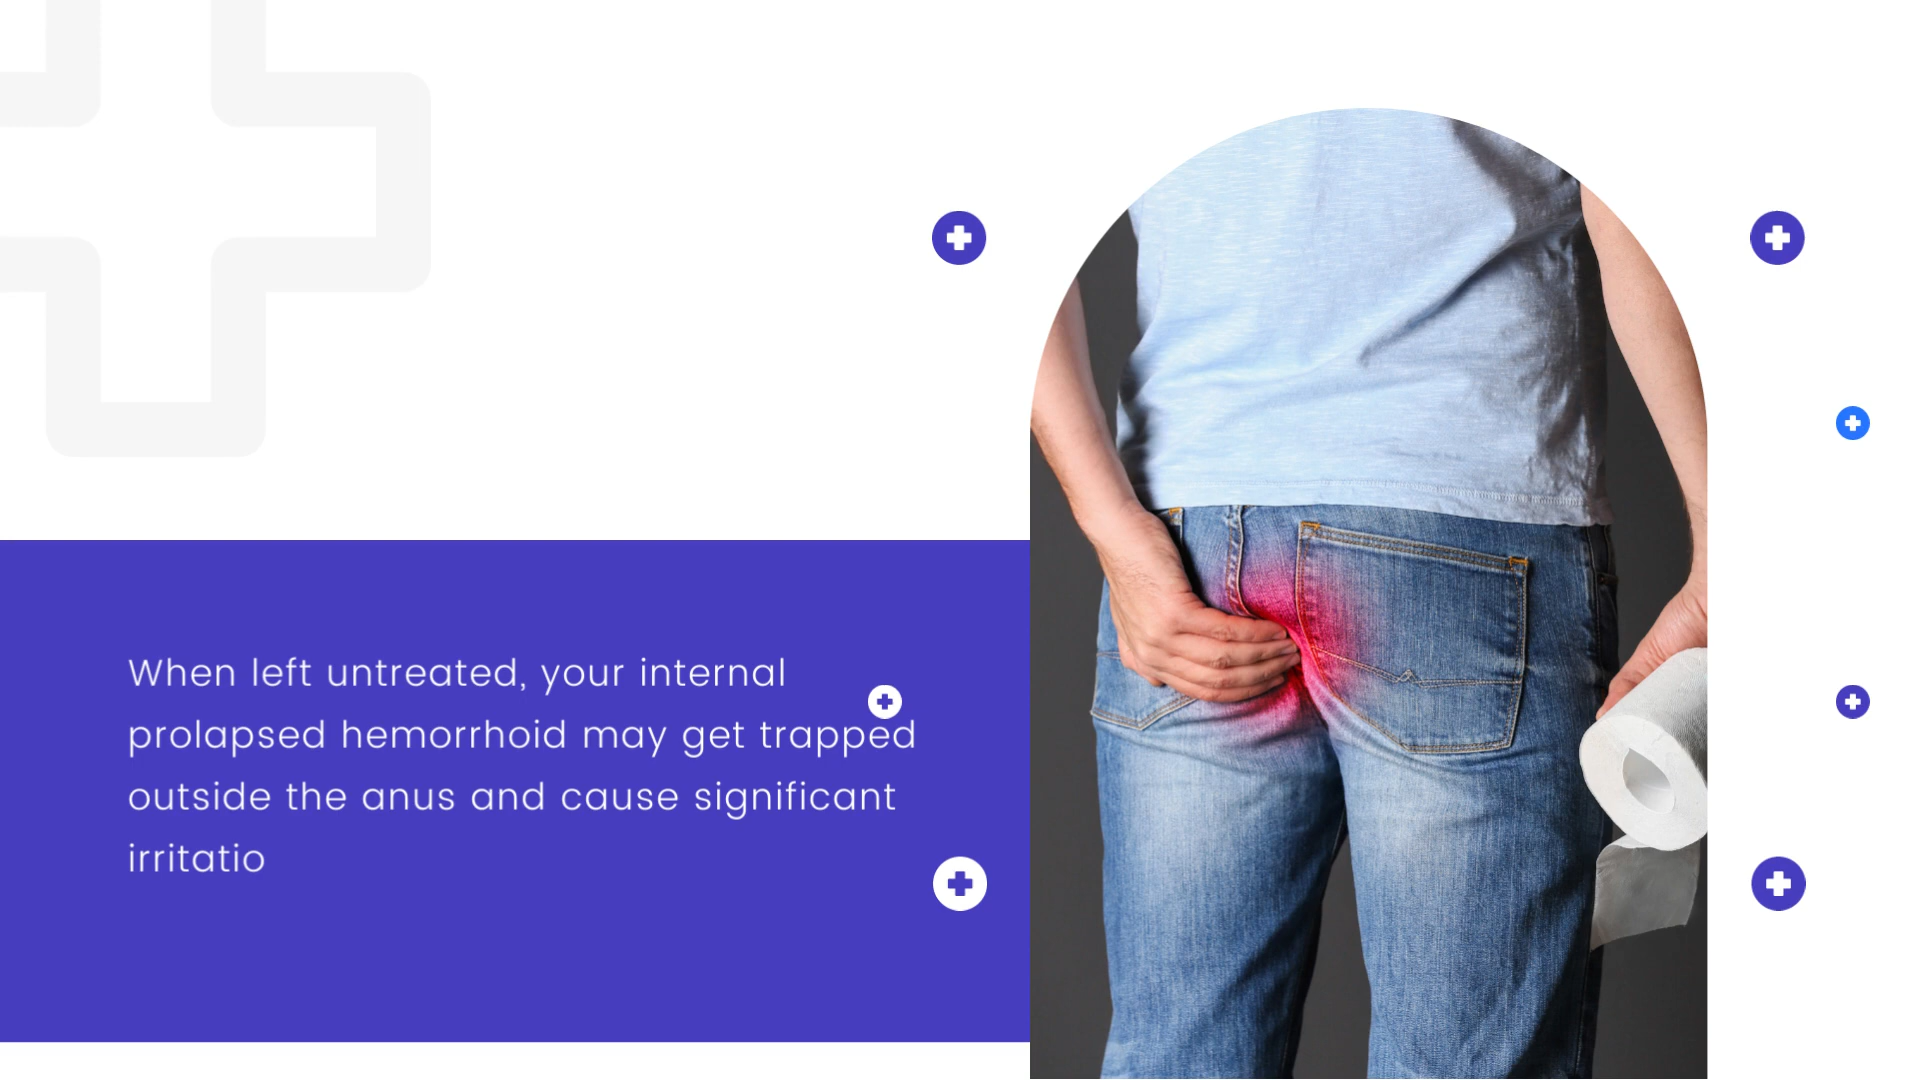 When left untreated, your internal
prolapsed hemorrhoid may get trapped
outside the anus and cause significant
irritatio